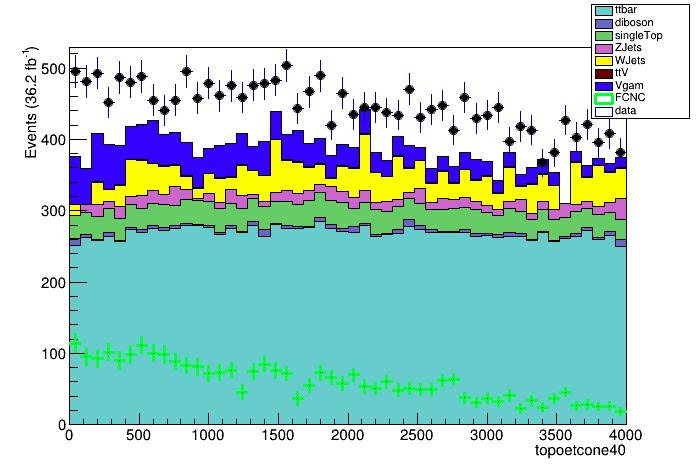 ttbar
diboson
singleTop
ZJets
WJets
ttV
Vgam
FCNC
data
Events (36.2 fb⁻¹)
500
400
300
200
100
0
0 500 1000 1500 2000 2500 3000 3500 4000
topoetcone40